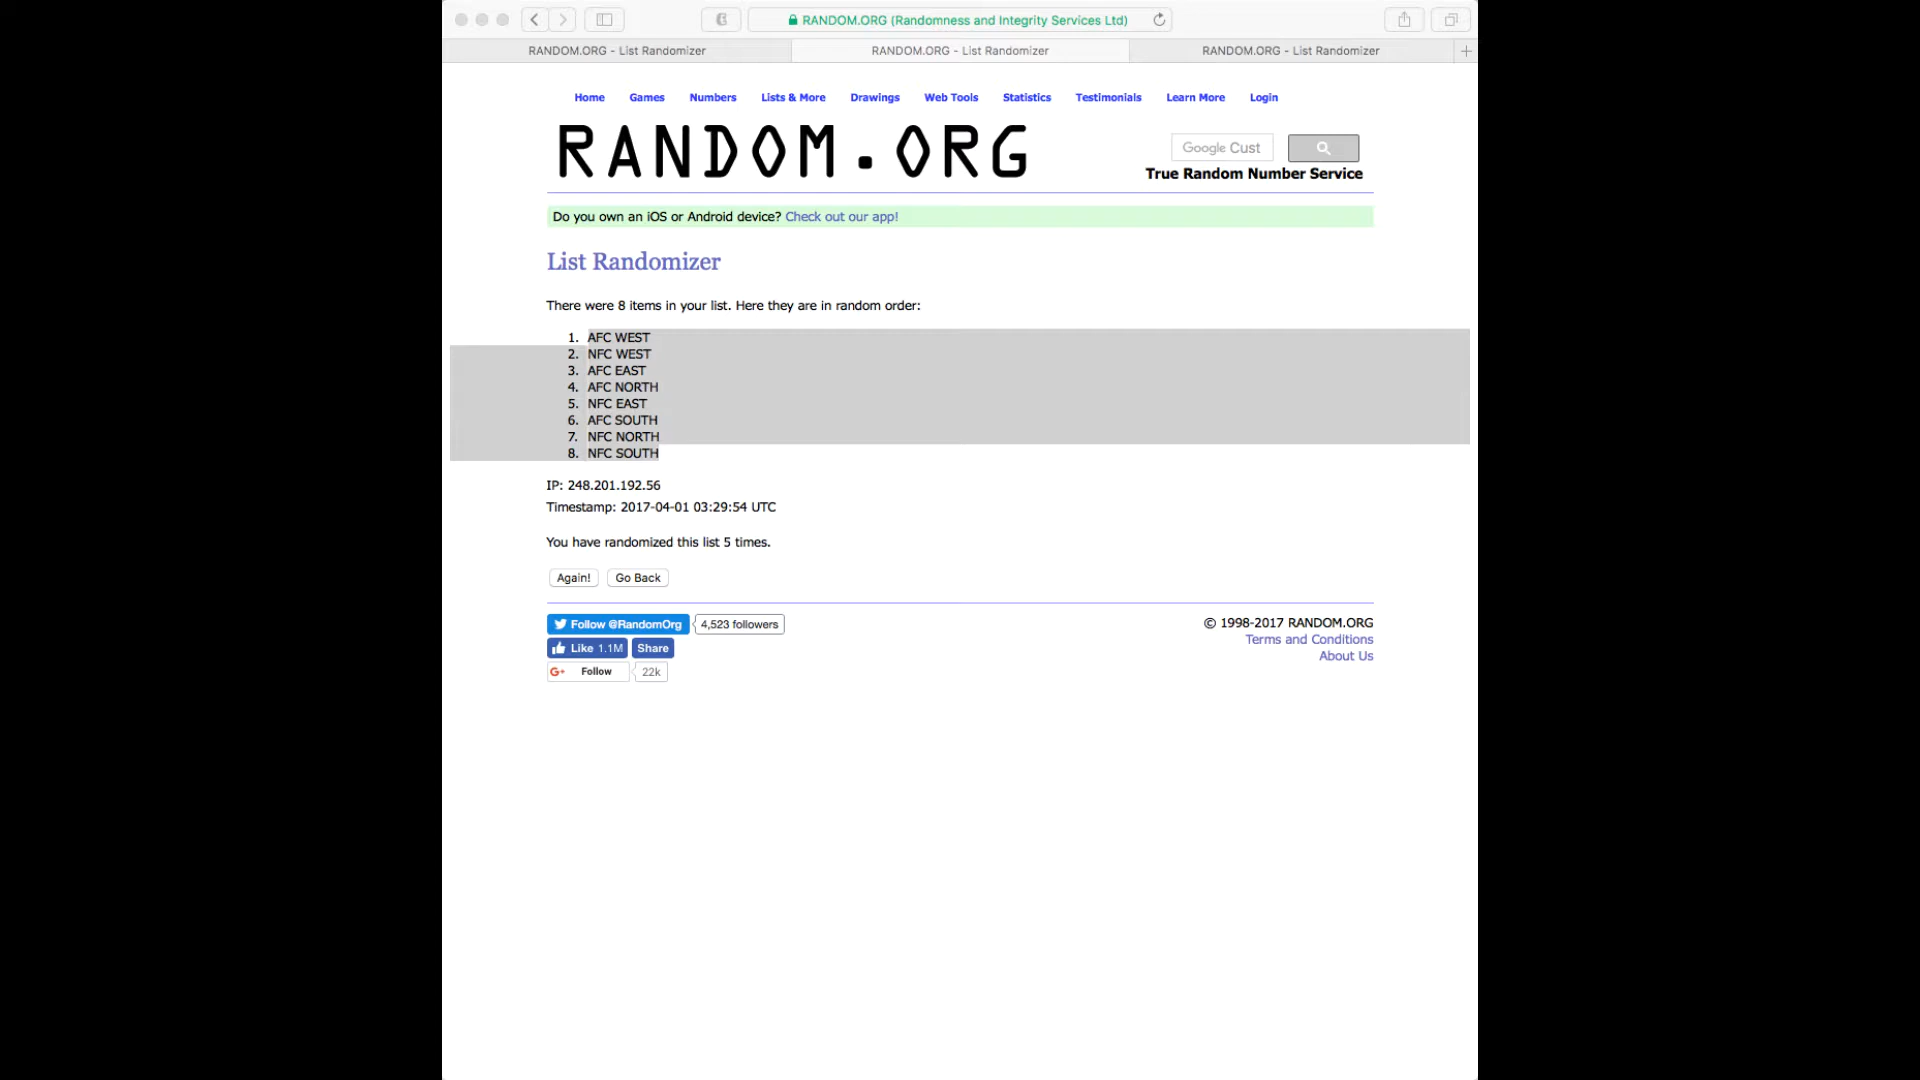 RANDOM.ORG (Randomness and Integrity Services Ltd)
RANDOM.ORG - List Randomizer
RANDOM.ORG - List Randomizer
RANDOM.ORG - List Randomizer
Home Games Numbers Lists & More Drawings Web Tools Statistics Testimonials Learn More Login
RANDOM.ORG
Google Cust
True Random Number Service
Do you own an iOS or Android device? Check out our app!
List Randomizer
There were 8 items in your list. Here they are in random order:
1. AFC WEST
2. NFC WEST
3. AFC EAST
4. AFC NORTH
5. NFC EAST
6. AFC SOUTH
7. NFC NORTH
8. NFC SOUTH
IP: 248.201.192.56
Timestamp: 2017-04-01 03:29:54 UTC
You have randomized this list 5 times.
Again! Go Back
Follow @RandomOrg 4,523 followers
Like 1.1M Share
G+ Follow 22k
© 1998-2017 RANDOM.ORG
Terms and Conditions
About Us